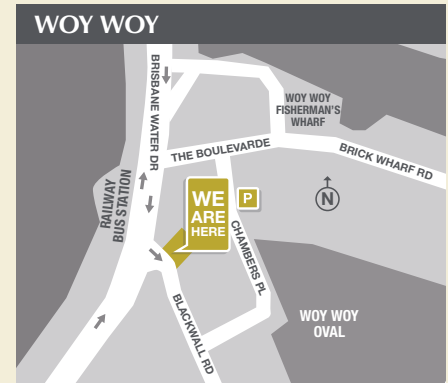 WOY WOY
BRISBANE WATER DR
WOY WOY
FISHERMAN'S
WHARF
THE BOULEVARDE
BRICK WHARF RD
RAILWAY
BUS STATION
WE
ARE
HERE
P
N
CHAMBERS PL
BLACKWALL RD
WOY WOY
OVAL